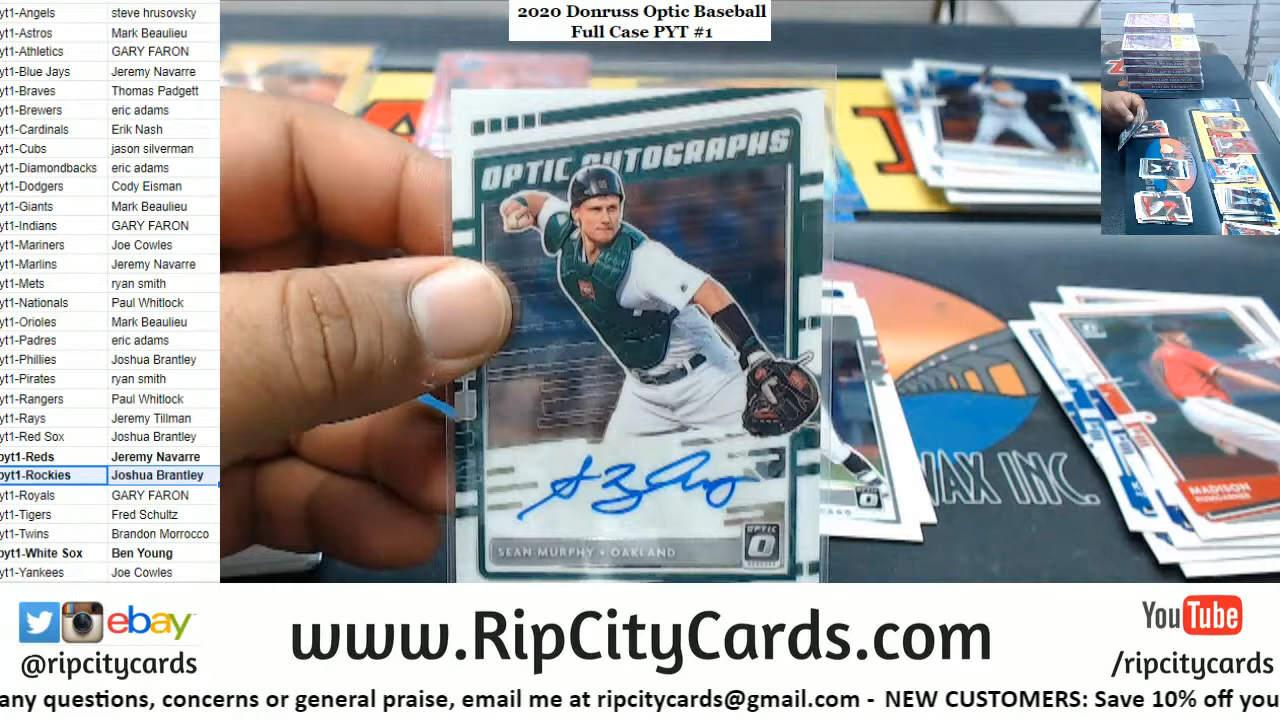 2020 Donruss Optic Baseball
Full Case PYT #1
yt1-Angels steve hrusovsky
yt1-Astros Mark Beaulieu
yt1-Athletics GARY FARON
yt1-Blue Jays Jeremy Navarre
yt1-Braves Thomas Padgett
yt1-Brewers eric adams
yt1-Cardinals Erik Nash
yt1-Cubs jason silverman
yt1-Diamondbacks eric adams
yt1-Dodgers Cody Eisman
yt1-Giants Mark Beaulieu
yt1-Indians GARY FARON
yt1-Mariners Joe Cowles
yt1-Marlins Jeremy Navarre
yt1-Mets ryan smith
yt1-Nationals Paul Whitlock
yt1-Orioles Mark Beaulieu
yt1-Padres eric adams
yt1-Phillies Joshua Brantley
yt1-Pirates ryan smith
yt1-Rangers Paul Whitlock
yt1-Rays Jeremy Tillman
yt1-Red Sox Joshua Brantley
pyt1-Reds Jeremy Navarre
pyt1-Rockies Joshua Brantley
yt1-Royals GARY FARON
yt1-Tigers Fred Schultz
yt1-Twins Brandon Morrocco
pyt1-White Sox Ben Young
yt1-Yankees Joe Cowles
OPTIC AUTOGRAPHS
SEAN MURPHY • OAKLAND
OPTIC
WAX INC.
MADISON
BUMGARNER
ebay
@ripcitycards
www.RipCityCards.com
YouTube
/ripcitycards
any questions, concerns or general praise, email me at ripcitycards@gmail.com - NEW CUSTOMERS: Save 10% off you